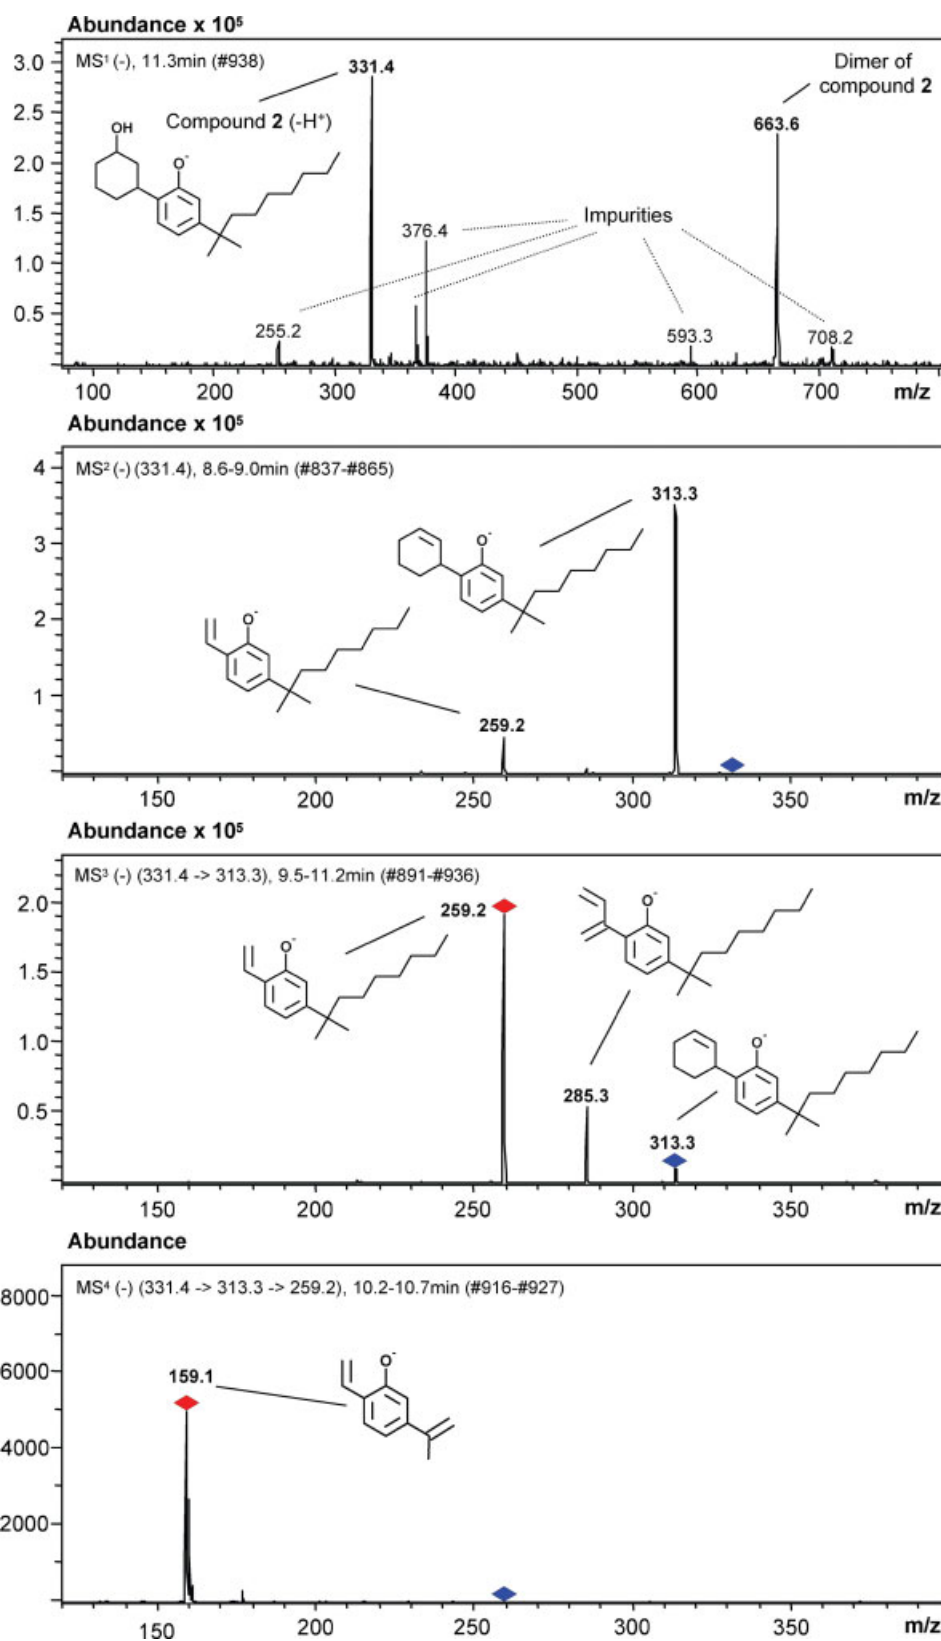 Abundance x 10⁵
MS¹ (-), 11.3min (#938)
331.4
Dimer of
compound 2
Compound 2 (-H⁺)
663.6
OH
O⁻
Impurities
376.4
255.2
593.3
708.2
3.0
2.5
2.0
1.5
1.0
0.5
100 200 300 400 500 600 700 m/z
Abundance x 10⁵
MS² (-) (331.4), 8.6-9.0min (#837-#865)
313.3
O⁻
O⁻
259.2
4
3
2
1
150 200 250 300 350 m/z
Abundance x 10⁵
MS³ (-) (331.4 -> 313.3), 9.5-11.2min (#891-#936)
259.2
O⁻
O⁻
O⁻
285.3
313.3
2.0
1.5
1.0
0.5
150 200 250 300 350 m/z
Abundance
MS⁴ (-) (331.4 -> 313.3 -> 259.2), 10.2-10.7min (#916-#927)
159.1
O⁻
8000
6000
4000
2000
150 200 250 300 350 m/z